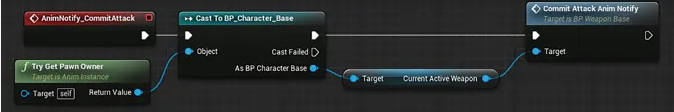 AnimNotify_CommitAttack
Cast To BP_Character_Base
Object
Cast Failed
As BP Character Base
Try Get Pawn Owner
Target is Anim Instance
Target self
Return Value
Target
Current Active Weapon
Commit Attack Anim Notify
Target is BP Weapon Base
Target